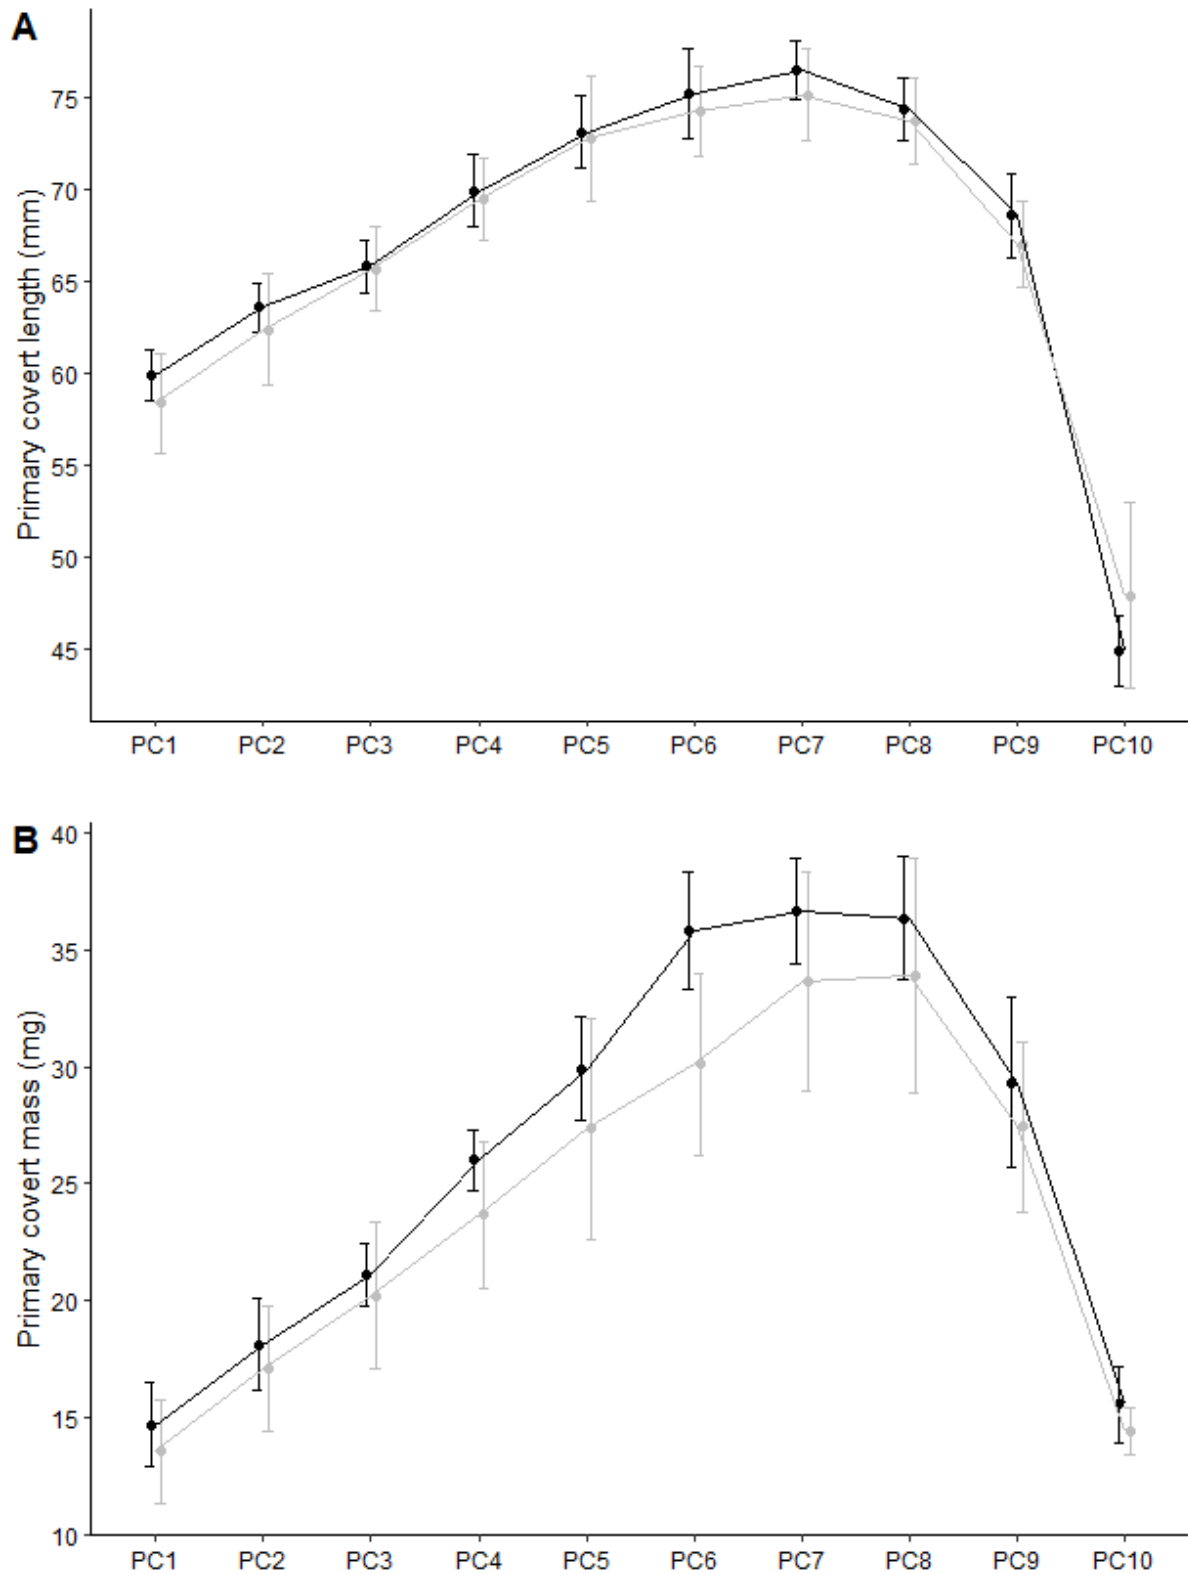 A
Primary covert length (mm)
75
70
65
60
55
50
45
PC1 PC2 PC3 PC4 PC5 PC6 PC7 PC8 PC9 PC10
B
Primary covert mass (mg)
40
35
30
25
20
15
10
PC1 PC2 PC3 PC4 PC5 PC6 PC7 PC8 PC9 PC10